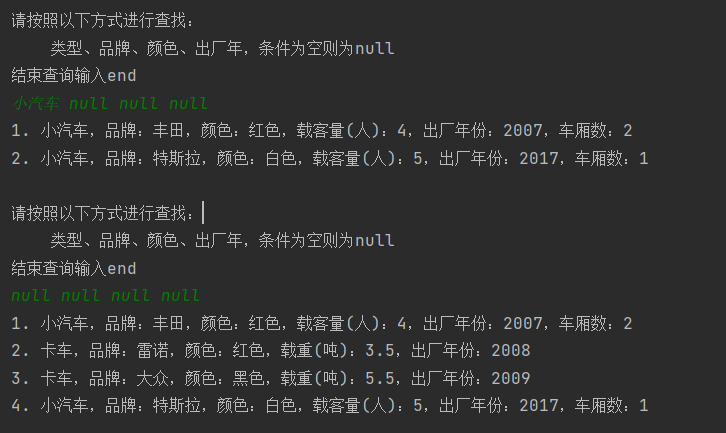 请按照以下方式进行查找：
类型、品牌、颜色、出厂年，条件为空则为null
结束查询输入end
小汽车 null null null
1. 小汽车，品牌：丰田，颜色：红色，载客量(人)：4，出厂年份：2007，车厢数：2
2. 小汽车，品牌：特斯拉，颜色：白色，载客量(人)：5，出厂年份：2017，车厢数：1
请按照以下方式进行查找：
类型、品牌、颜色、出厂年，条件为空则为null
结束查询输入end
null null null null
1. 小汽车，品牌：丰田，颜色：红色，载客量(人)：4，出厂年份：2007，车厢数：2
2. 卡车，品牌：雷诺，颜色：红色，载重(吨)：3.5，出厂年份：2008
3. 卡车，品牌：大众，颜色：黑色，载重(吨)：5.5，出厂年份：2009
4. 小汽车，品牌：特斯拉，颜色：白色，载客量(人)：5，出厂年份：2017，车厢数：1